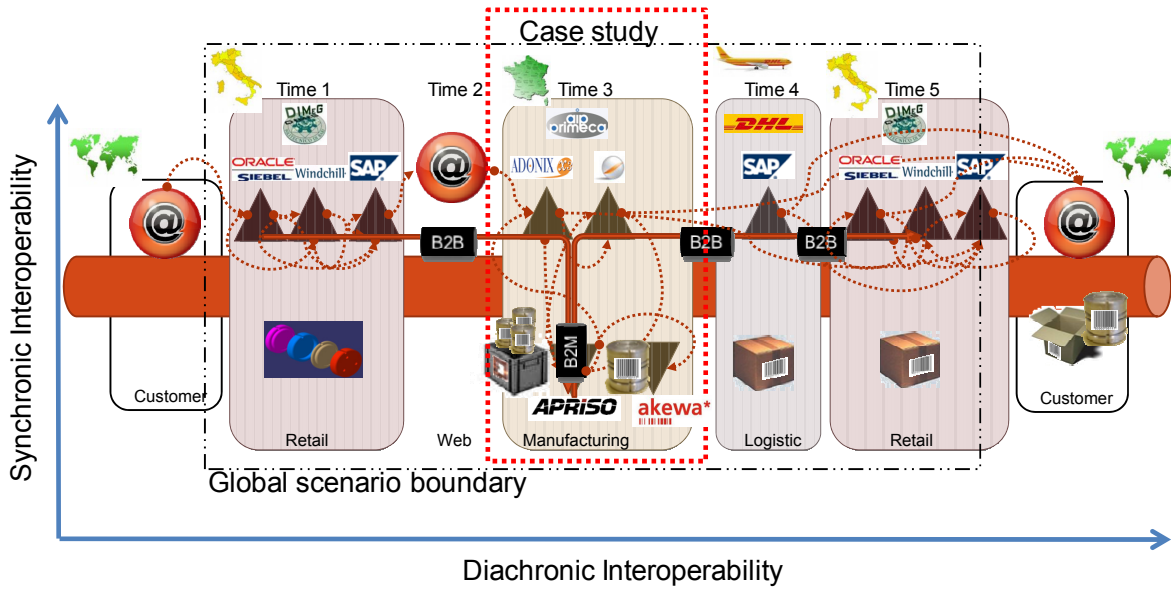 Case study
Time 1
Time 2
Time 3
Time 4
Time 5
DIMEG
aip
primeca
DHL
DIMEG
ORACLE
SIEBEL
Windchill
SAP
@
ADONIX
SAP
ORACLE
SIEBEL
Windchill
SAP
@
@
B2B
B2B
B2B
B2M
APRISO
akewa*
Customer
Customer
Retail
Web
Manufacturing
Logistic
Retail
Global scenario boundary
Synchronic Interoperability
Diachronic Interoperability